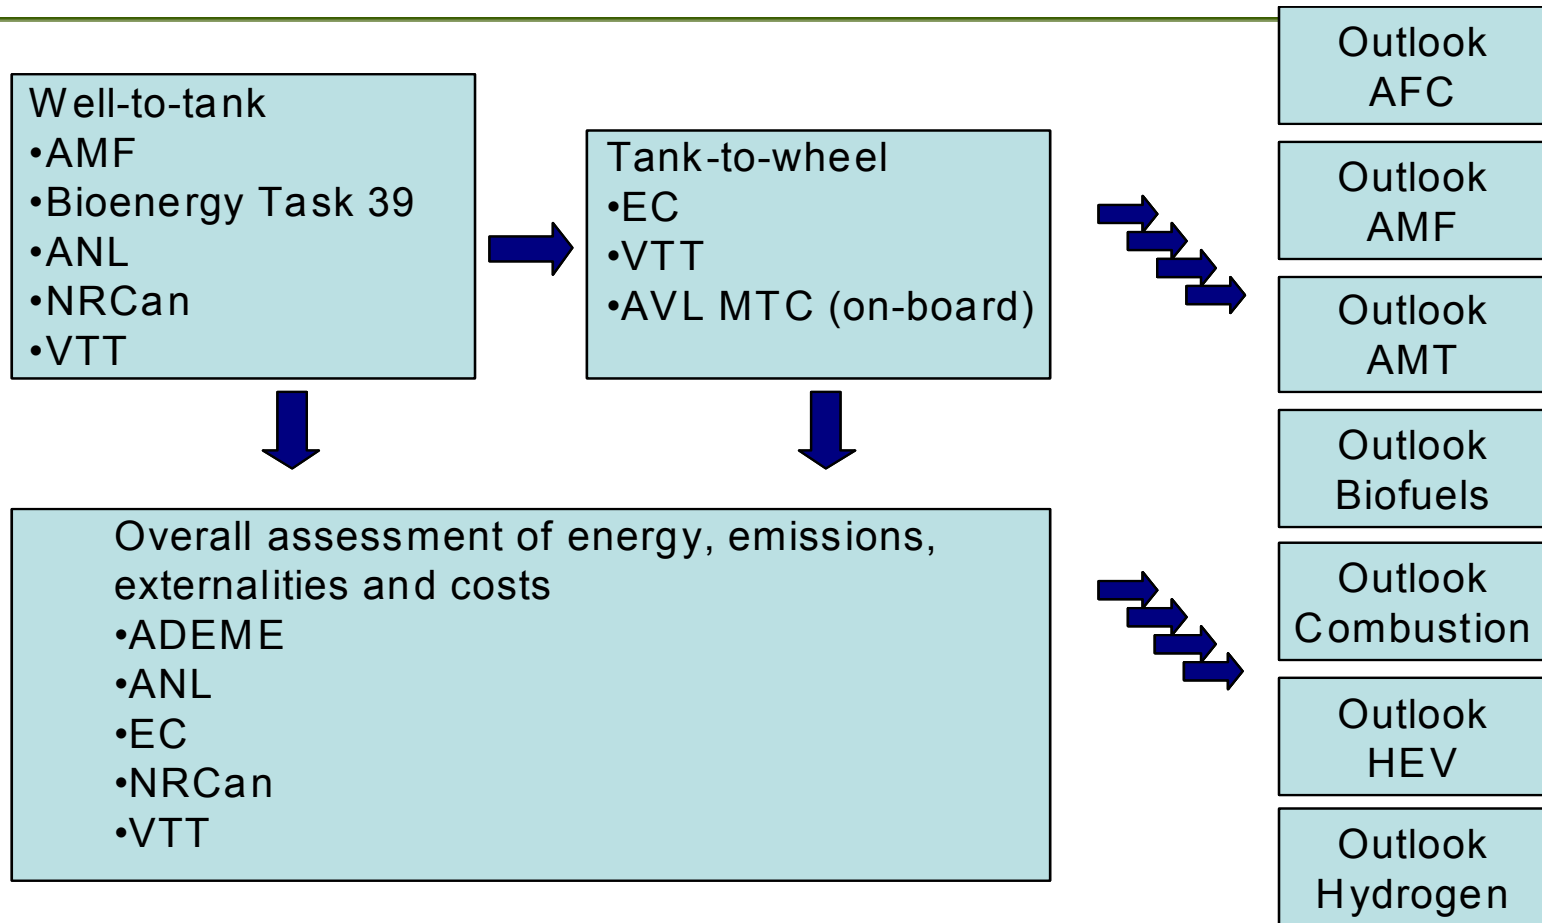 Well-to-tank
•AMF
•Bioenergy Task 39
•ANL
•NRCan
•VTT
Tank-to-wheel
•EC
•VTT
•AVL MTC (on-board)
Overall assessment of energy, emissions,
externalities and costs
•ADEME
•ANL
•EC
•NRCan
•VTT
Outlook
AFC
Outlook
AMF
Outlook
AMT
Outlook
Biofuels
Outlook
Combustion
Outlook
HEV
Outlook
Hydrogen